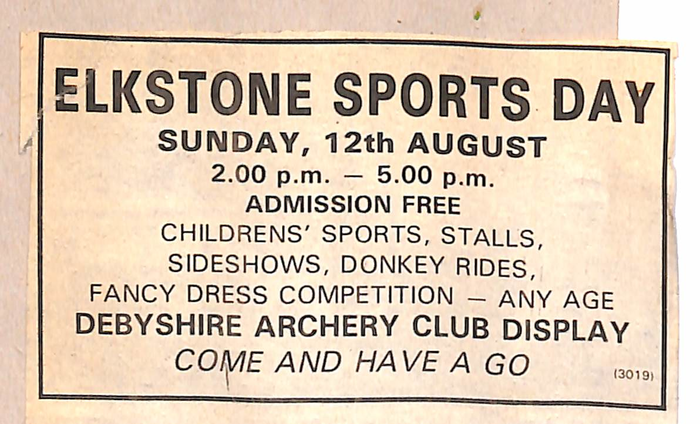 ELKSTONE SPORTS DAY
SUNDAY, 12th AUGUST
2.00 p.m. — 5.00 p.m.
ADMISSION FREE
CHILDRENS' SPORTS, STALLS,
SIDESHOWS, DONKEY RIDES,
FANCY DRESS COMPETITION — ANY AGE
DEBYSHIRE ARCHERY CLUB DISPLAY
COME AND HAVE A GO
(3019)